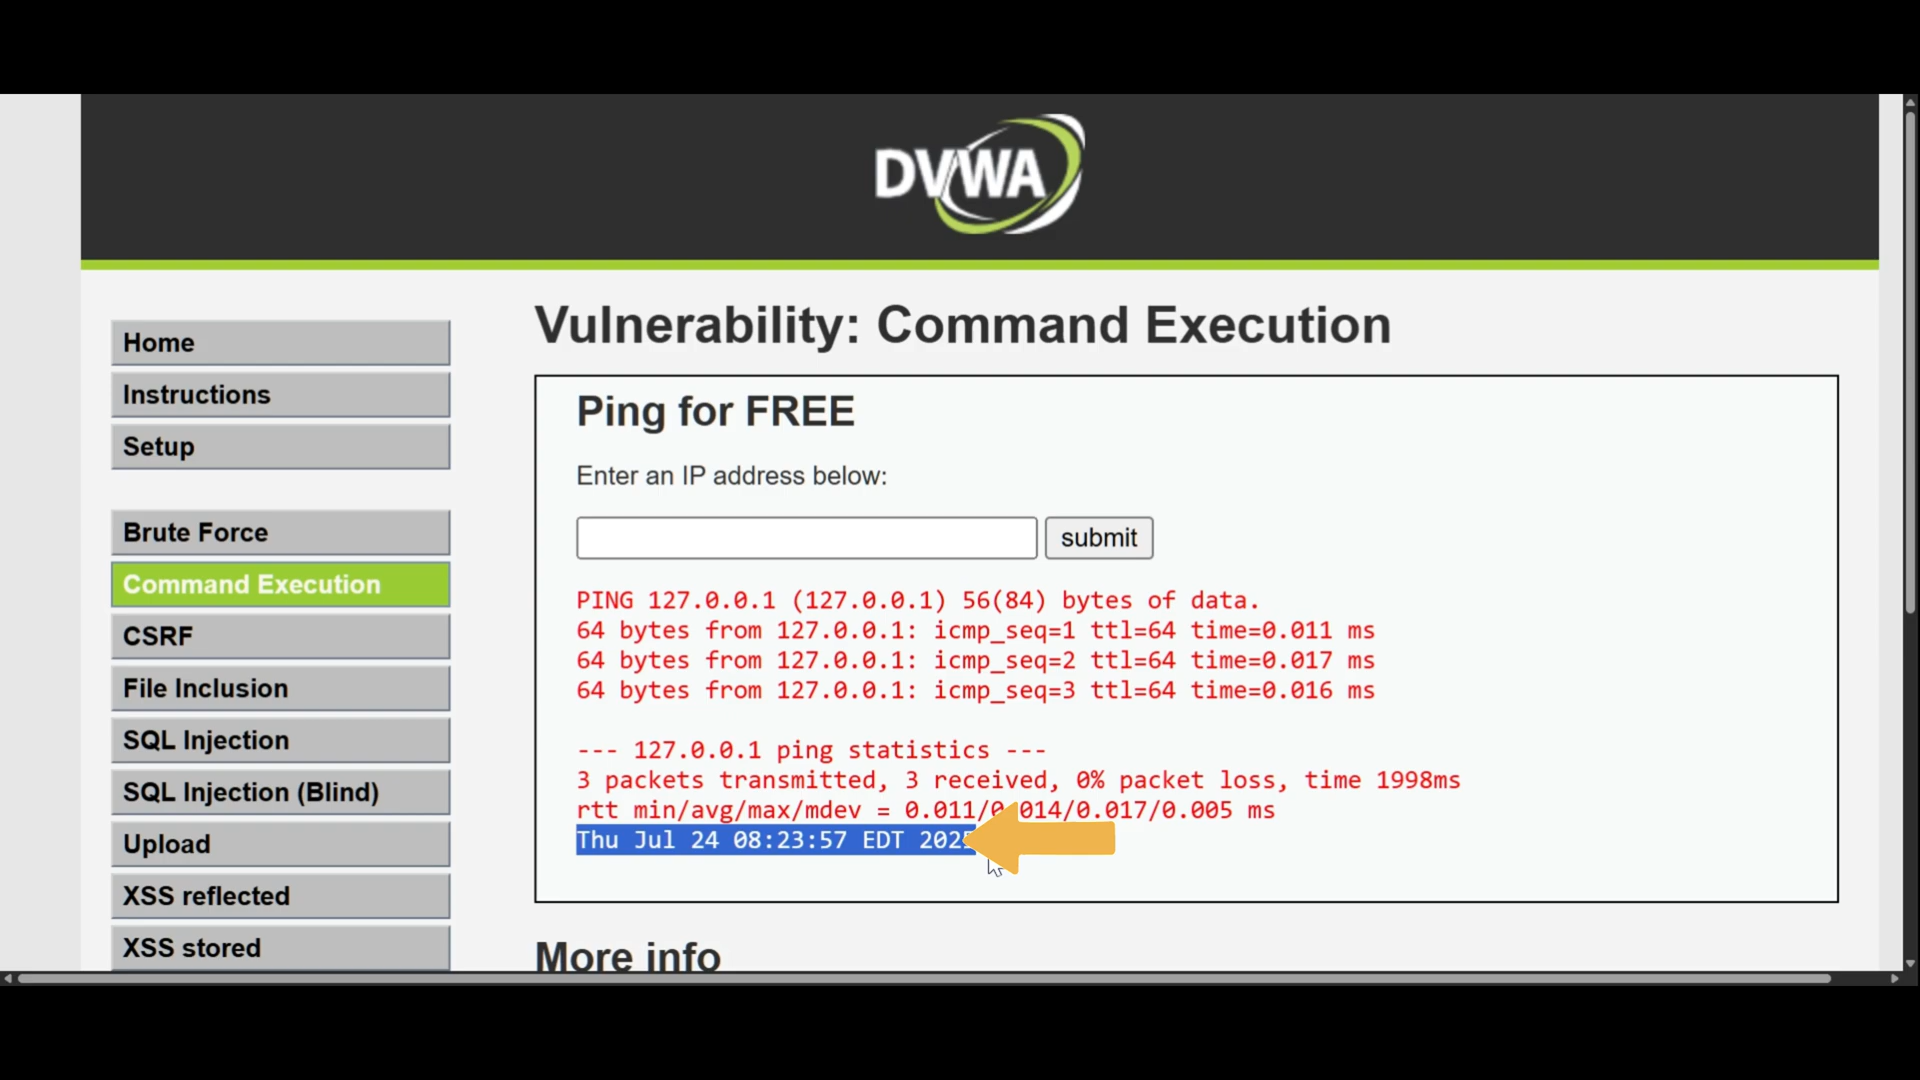 DVWA
Home
Instructions
Setup
Brute Force
Command Execution
CSRF
File Inclusion
SQL Injection
SQL Injection (Blind)
Upload
XSS reflected
XSS stored
Vulnerability: Command Execution
Ping for FREE
Enter an IP address below:
submit
PING 127.0.0.1 (127.0.0.1) 56(84) bytes of data.
64 bytes from 127.0.0.1: icmp_seq=1 ttl=64 time=0.011 ms
64 bytes from 127.0.0.1: icmp_seq=2 ttl=64 time=0.017 ms
64 bytes from 127.0.0.1: icmp_seq=3 ttl=64 time=0.016 ms
--- 127.0.0.1 ping statistics ---
3 packets transmitted, 3 received, 0% packet loss, time 1998ms
rtt min/avg/max/mdev = 0.011/0.014/0.017/0.005 ms
Thu Jul 24 08:23:57 EDT 2025
More info